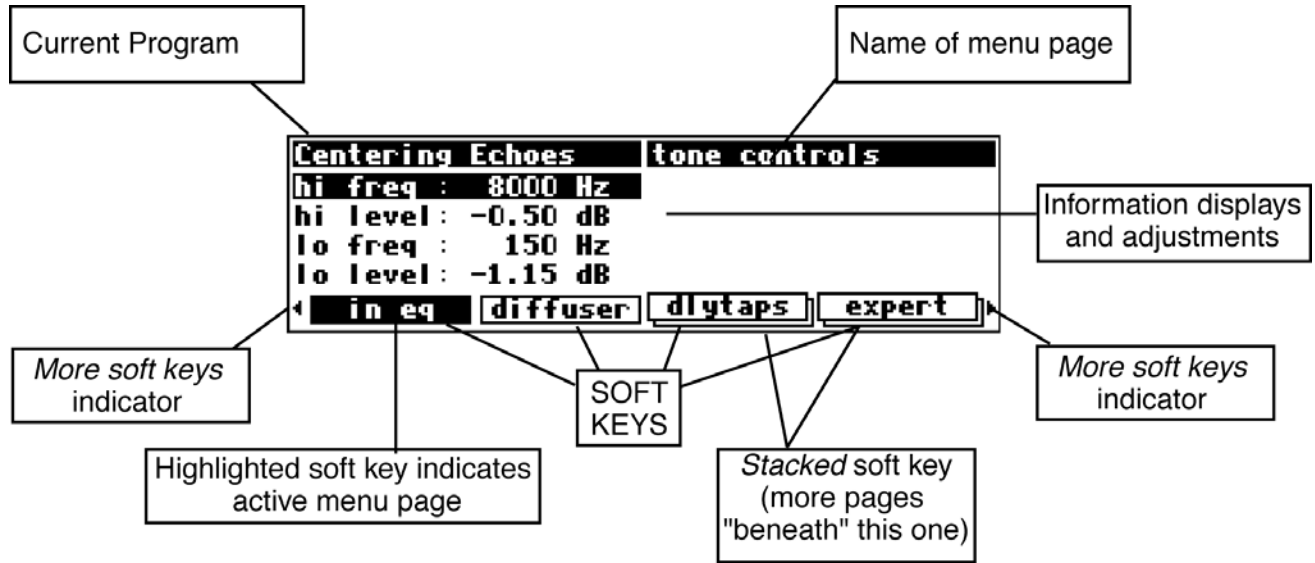 Current Program
Name of menu page
Centering Echoes
tone controls
hi freq : 8000 Hz
hi level: -0.50 dB
lo freq : 150 Hz
lo level: -1.15 dB
in eq
diffuser
dlytaps
expert
Information displays
and adjustments
More soft keys
indicator
SOFT
KEYS
More soft keys
indicator
Highlighted soft key indicates
active menu page
Stacked soft key
(more pages
"beneath" this one)